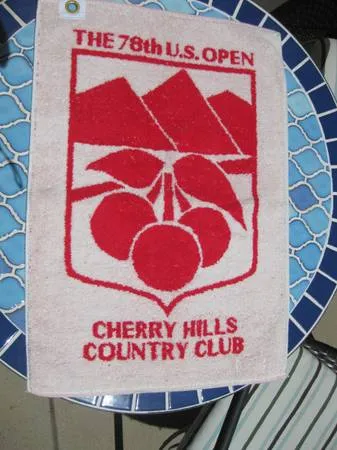 THE 78th U.S. OPEN
CHERRY HILLS
COUNTRY CLUB